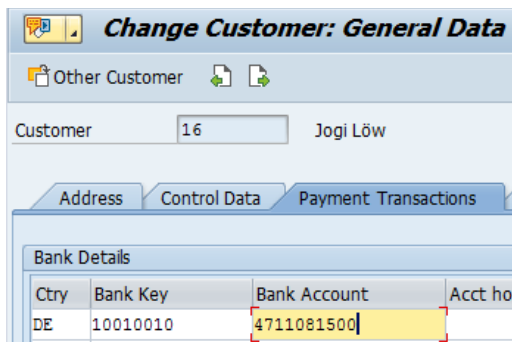 Change Customer: General Data
Other Customer
Customer 16 Jogi Löw
Address Control Data Payment Transactions
Bank Details
Ctry Bank Key Bank Account Acct ho
DE 10010010 4711081500